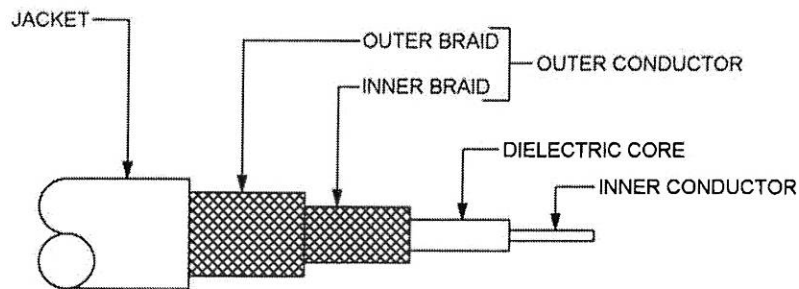 JACKET
OUTER BRAID
OUTER CONDUCTOR
INNER BRAID
DIELECTRIC CORE
INNER CONDUCTOR